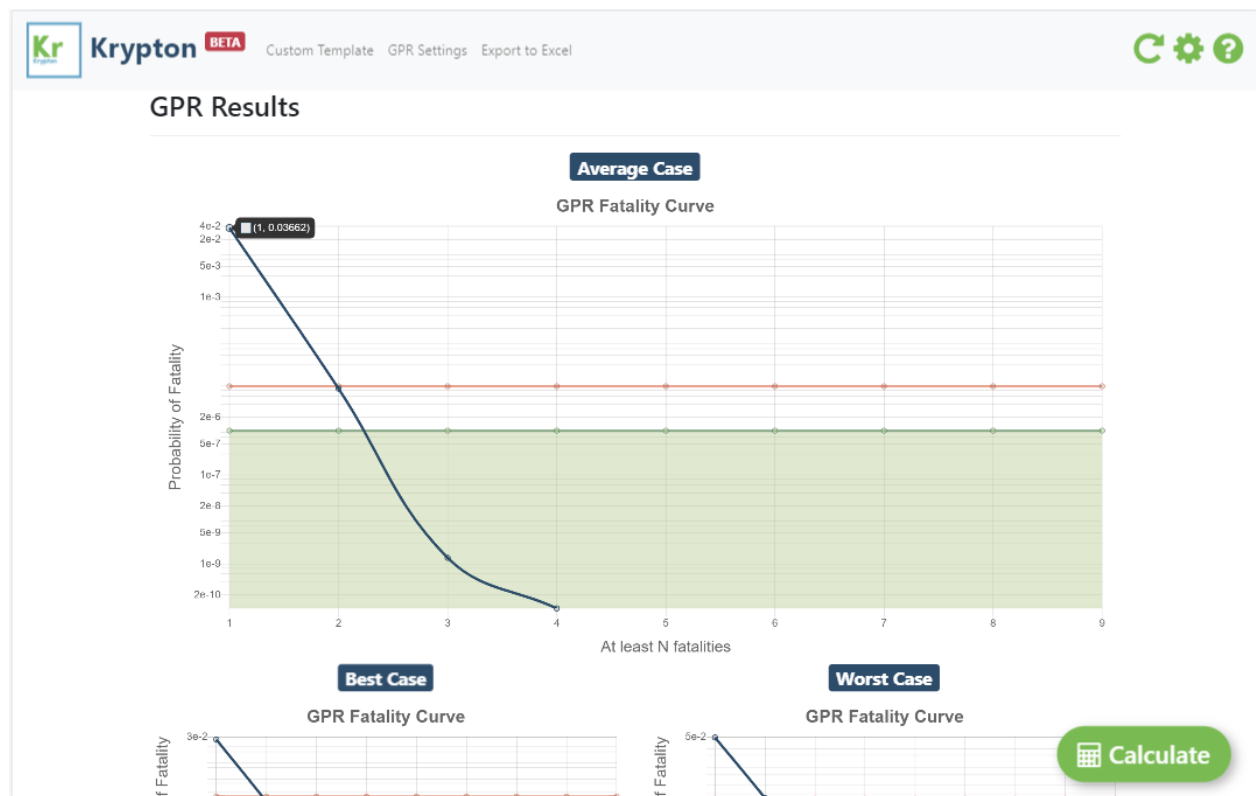 Kr
Krypton
Krypton BETA Custom Template GPR Settings Export to Excel
GPR Results
Average Case
GPR Fatality Curve
4e-2
(1, 0.03662)
2e-2
5e-3
1e-3
2e-6
5e-7
1e-7
2e-8
5e-9
1e-9
2e-10
Probability of Fatality
1 2 3 4 5 6 7 8 9
At least N fatalities
Best Case
GPR Fatality Curve
3e-2
f Fatality
Worst Case
GPR Fatality Curve
5e-2
f Fatality
Calculate